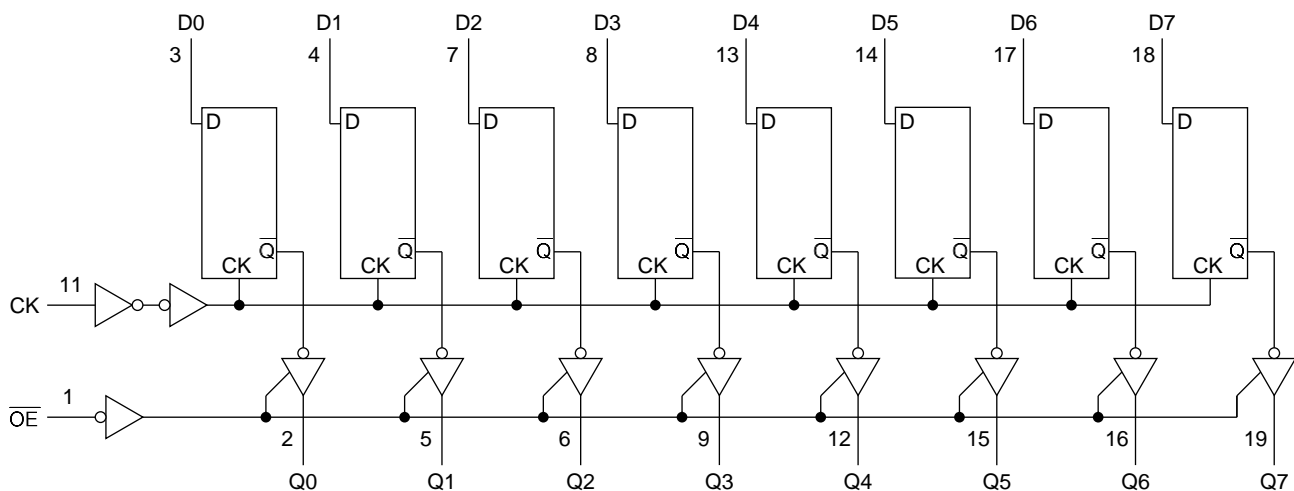 D0 D1 D2 D3 D4 D5 D6 D7
3 4 7 8 13 14 17 18
D D D D D D D D
Q̅ Q̅ Q̅ Q̅ Q̅ Q̅ Q̅ Q̅
CK CK CK CK CK CK CK CK
CK 11
O̅E̅ 1
2 5 6 9 12 15 16 19
Q0 Q1 Q2 Q3 Q4 Q5 Q6 Q7